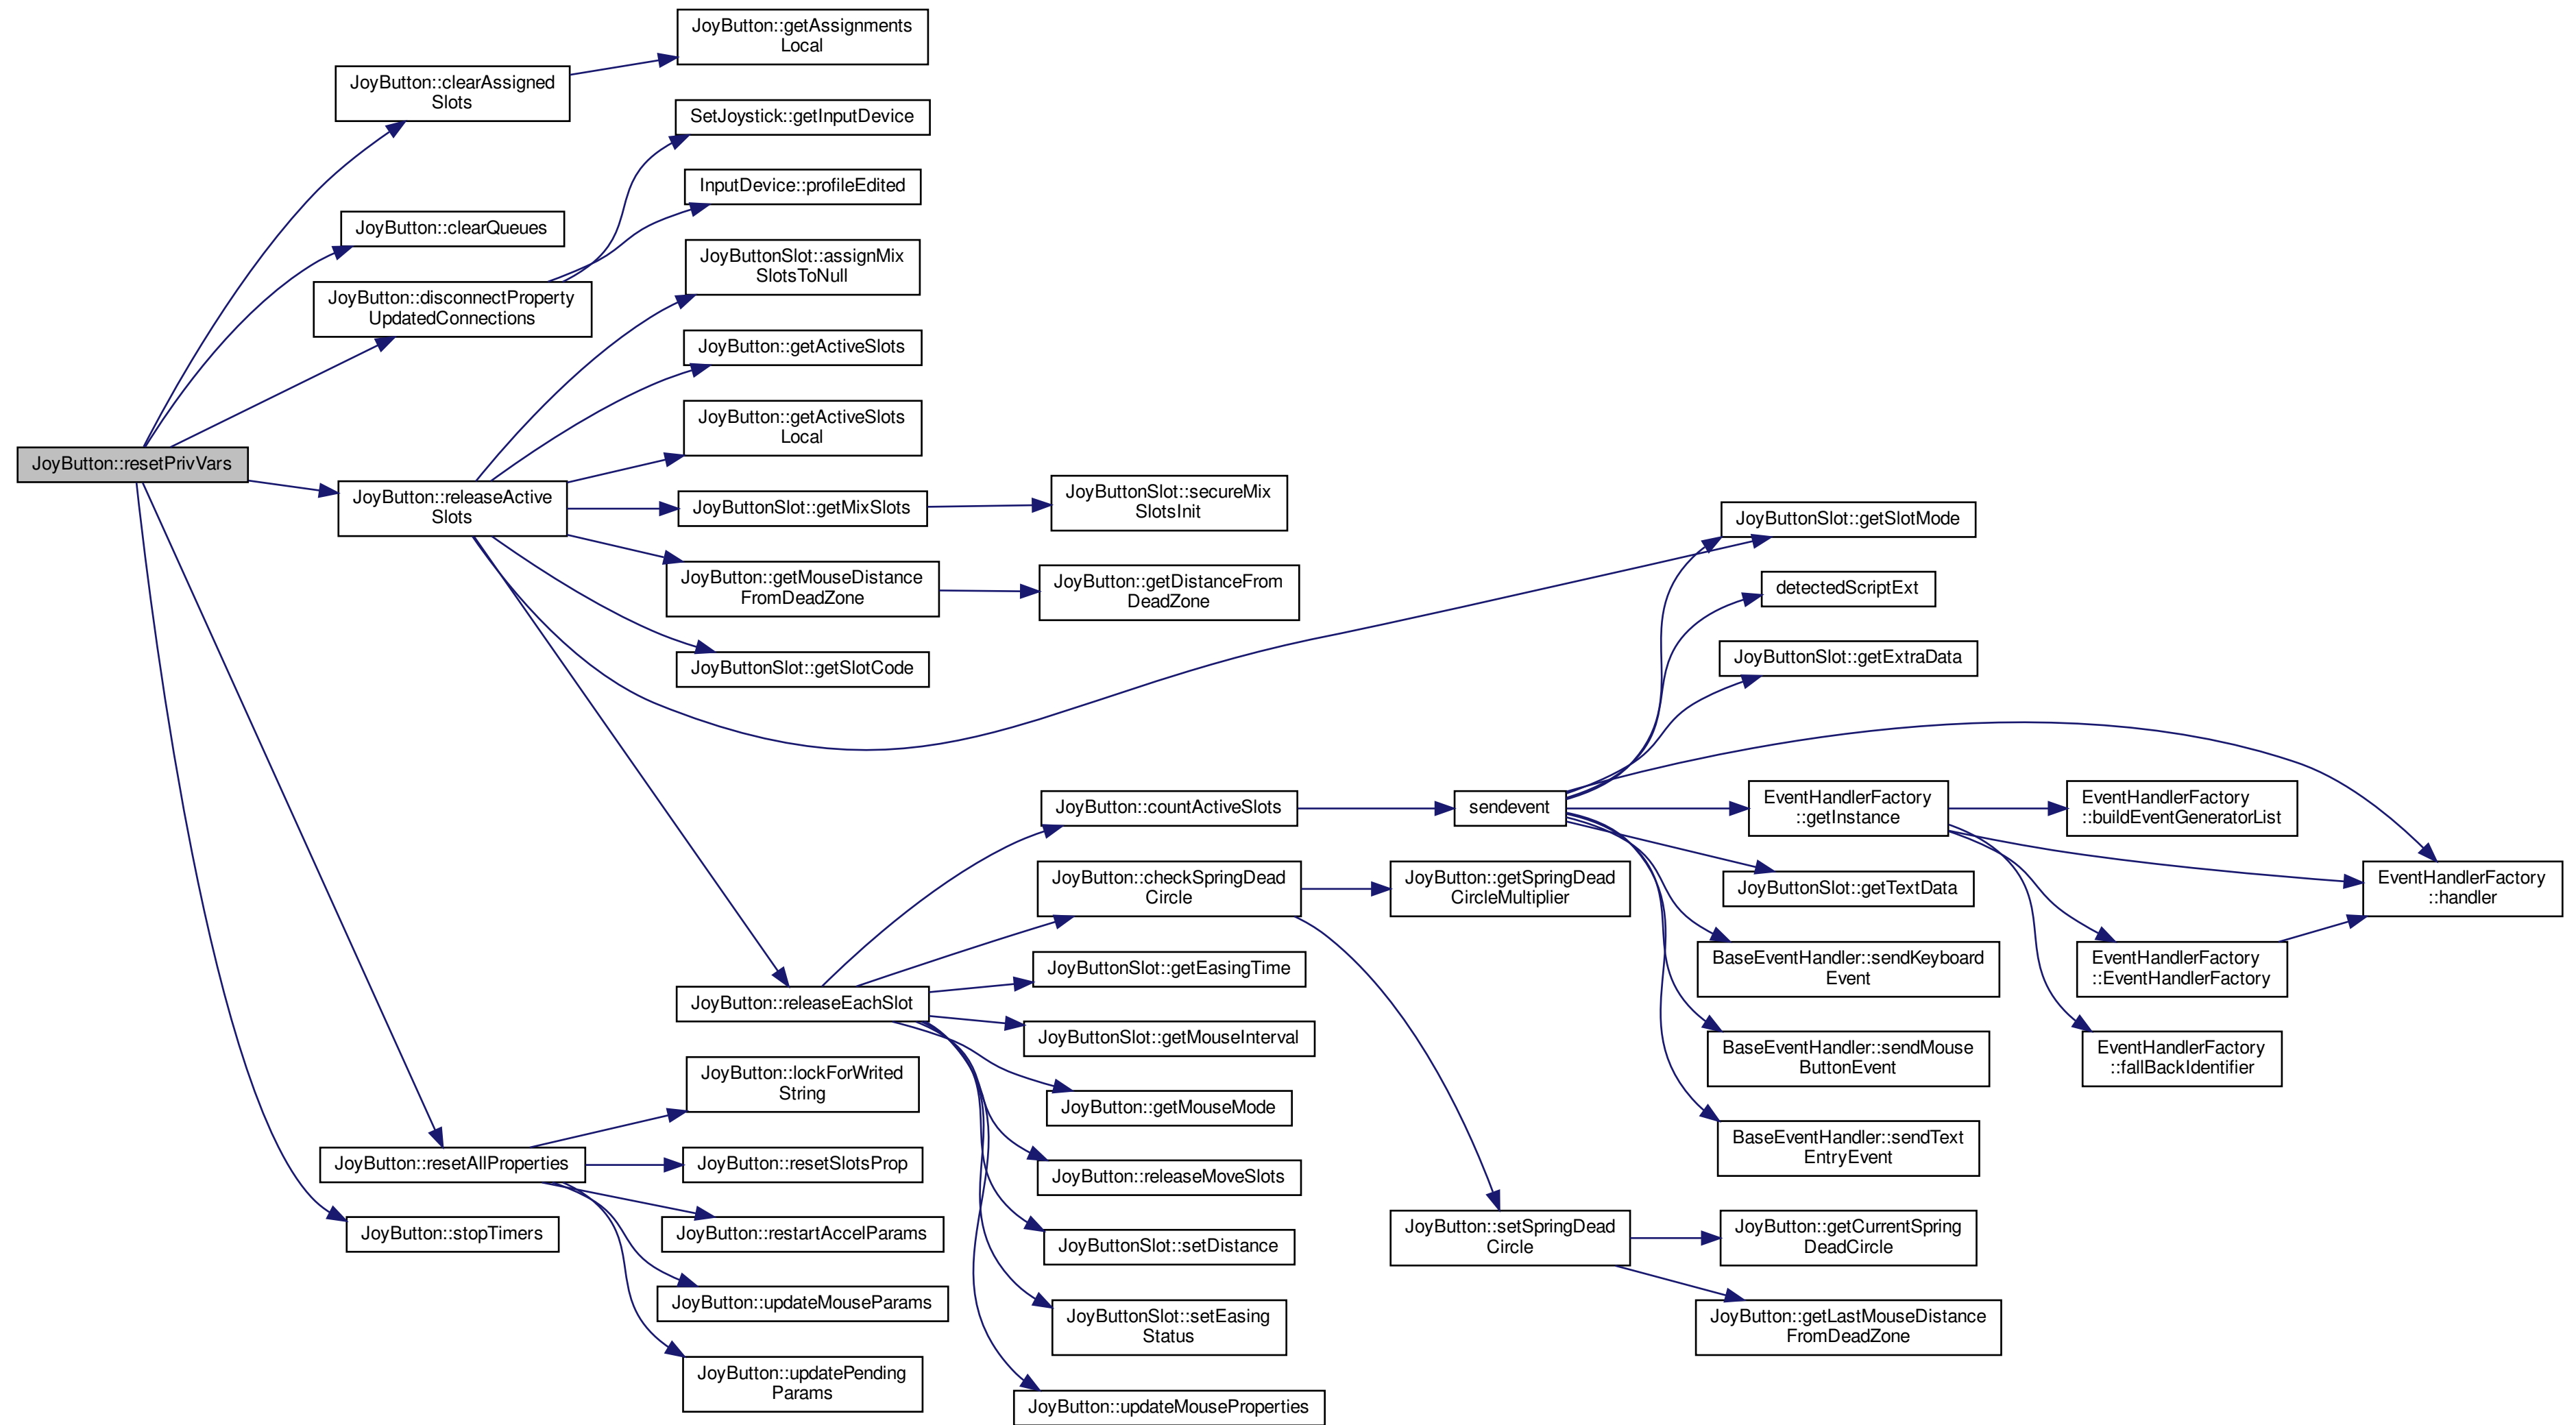 JoyButton::resetPrivVars
JoyButton::clearAssigned
Slots
JoyButton::clearQueues
JoyButton::disconnectProperty
UpdatedConnections
JoyButton::releaseActive
Slots
JoyButton::resetAllProperties
JoyButton::stopTimers
JoyButton::getAssignments
Local
SetJoystick::getInputDevice
InputDevice::profileEdited
JoyButtonSlot::assignMix
SlotsToNull
JoyButton::getActiveSlots
JoyButton::getActiveSlots
Local
JoyButtonSlot::getMixSlots
JoyButton::getMouseDistance
FromDeadZone
JoyButtonSlot::getSlotCode
JoyButton::releaseEachSlot
JoyButton::lockForWrited
String
JoyButton::resetSlotsProp
JoyButton::restartAccelParams
JoyButton::updateMouseParams
JoyButton::updatePending
Params
JoyButtonSlot::secureMix
SlotsInit
JoyButton::getDistanceFrom
DeadZone
JoyButton::countActiveSlots
JoyButton::checkSpringDead
Circle
JoyButtonSlot::getEasingTime
JoyButtonSlot::getMouseInterval
JoyButton::getMouseMode
JoyButton::releaseMoveSlots
JoyButtonSlot::setDistance
JoyButtonSlot::setEasing
Status
JoyButton::updateMouseProperties
sendevent
JoyButton::getSpringDead
CircleMultiplier
JoyButton::setSpringDead
Circle
JoyButtonSlot::getSlotMode
detectedScriptExt
JoyButtonSlot::getExtraData
EventHandlerFactory
::getInstance
JoyButtonSlot::getTextData
BaseEventHandler::sendKeyboard
Event
BaseEventHandler::sendMouse
ButtonEvent
BaseEventHandler::sendText
EntryEvent
JoyButton::getCurrentSpring
DeadCircle
JoyButton::getLastMouseDistance
FromDeadZone
EventHandlerFactory
::buildEventGeneratorList
EventHandlerFactory
::EventHandlerFactory
EventHandlerFactory
::fallBackIdentifier
EventHandlerFactory
::handler